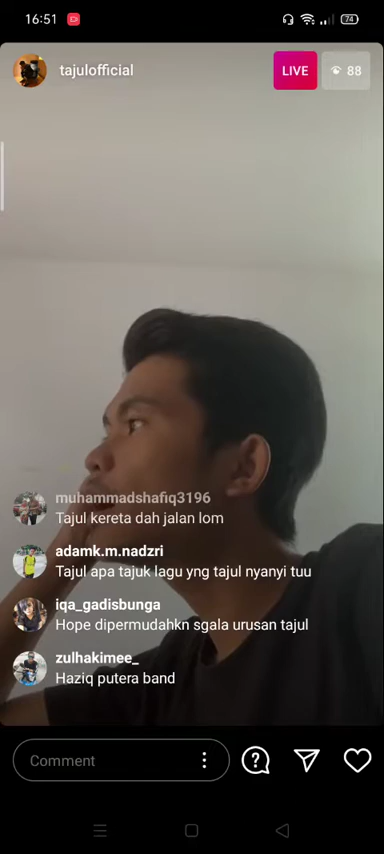 16:51
74
tajulofficial
LIVE
88
muhammadshafiq3196
Tajul kereta dah jalan lom
adamk.m.nadzri
Tajul apa tajuk lagu yng tajul nyanyi tuu
iqa_gadisbunga
Hope dipermudahkn sgala urusan tajul
zulhakimee_
Haziq putera band
Comment